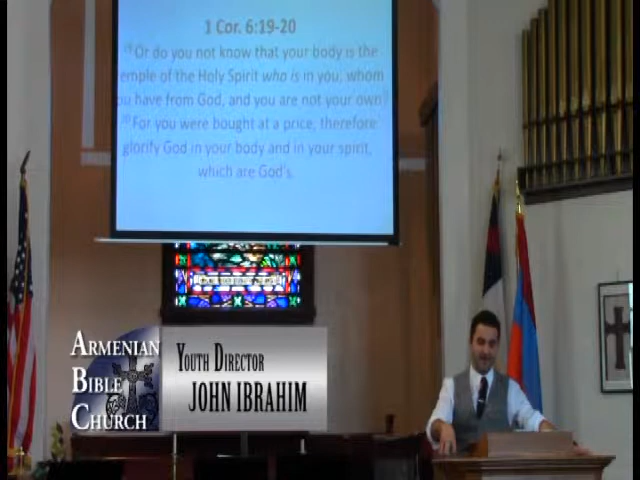 1 Cor. 6:19-20
19 Or do you not know that your body is the
emple of the Holy Spirit who is in you, whom
ou have from God, and you are not your own?
20 For you were bought at a price; therefore
glorify God in your body and in your spirit,
which are God's.
ARMENIAN
BIBLE
CHURCH
YOUTH DIRECTOR
JOHN IBRAHIM